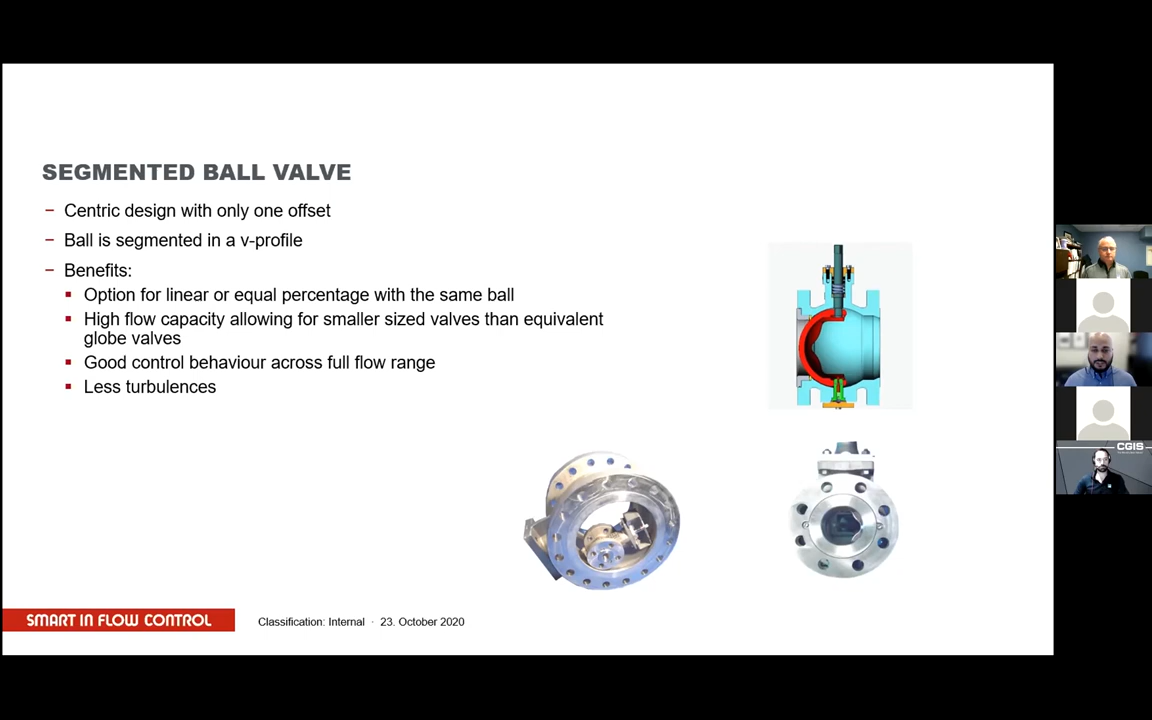 SEGMENTED BALL VALVE
− Centric design with only one offset
− Ball is segmented in a v-profile
− Benefits:
▪ Option for linear or equal percentage with the same ball
▪ High flow capacity allowing for smaller sized valves than equivalent
globe valves
▪ Good control behaviour across full flow range
▪ Less turbulences
CGIS
SMART IN FLOW CONTROL
Classification: Internal · 23. October 2020